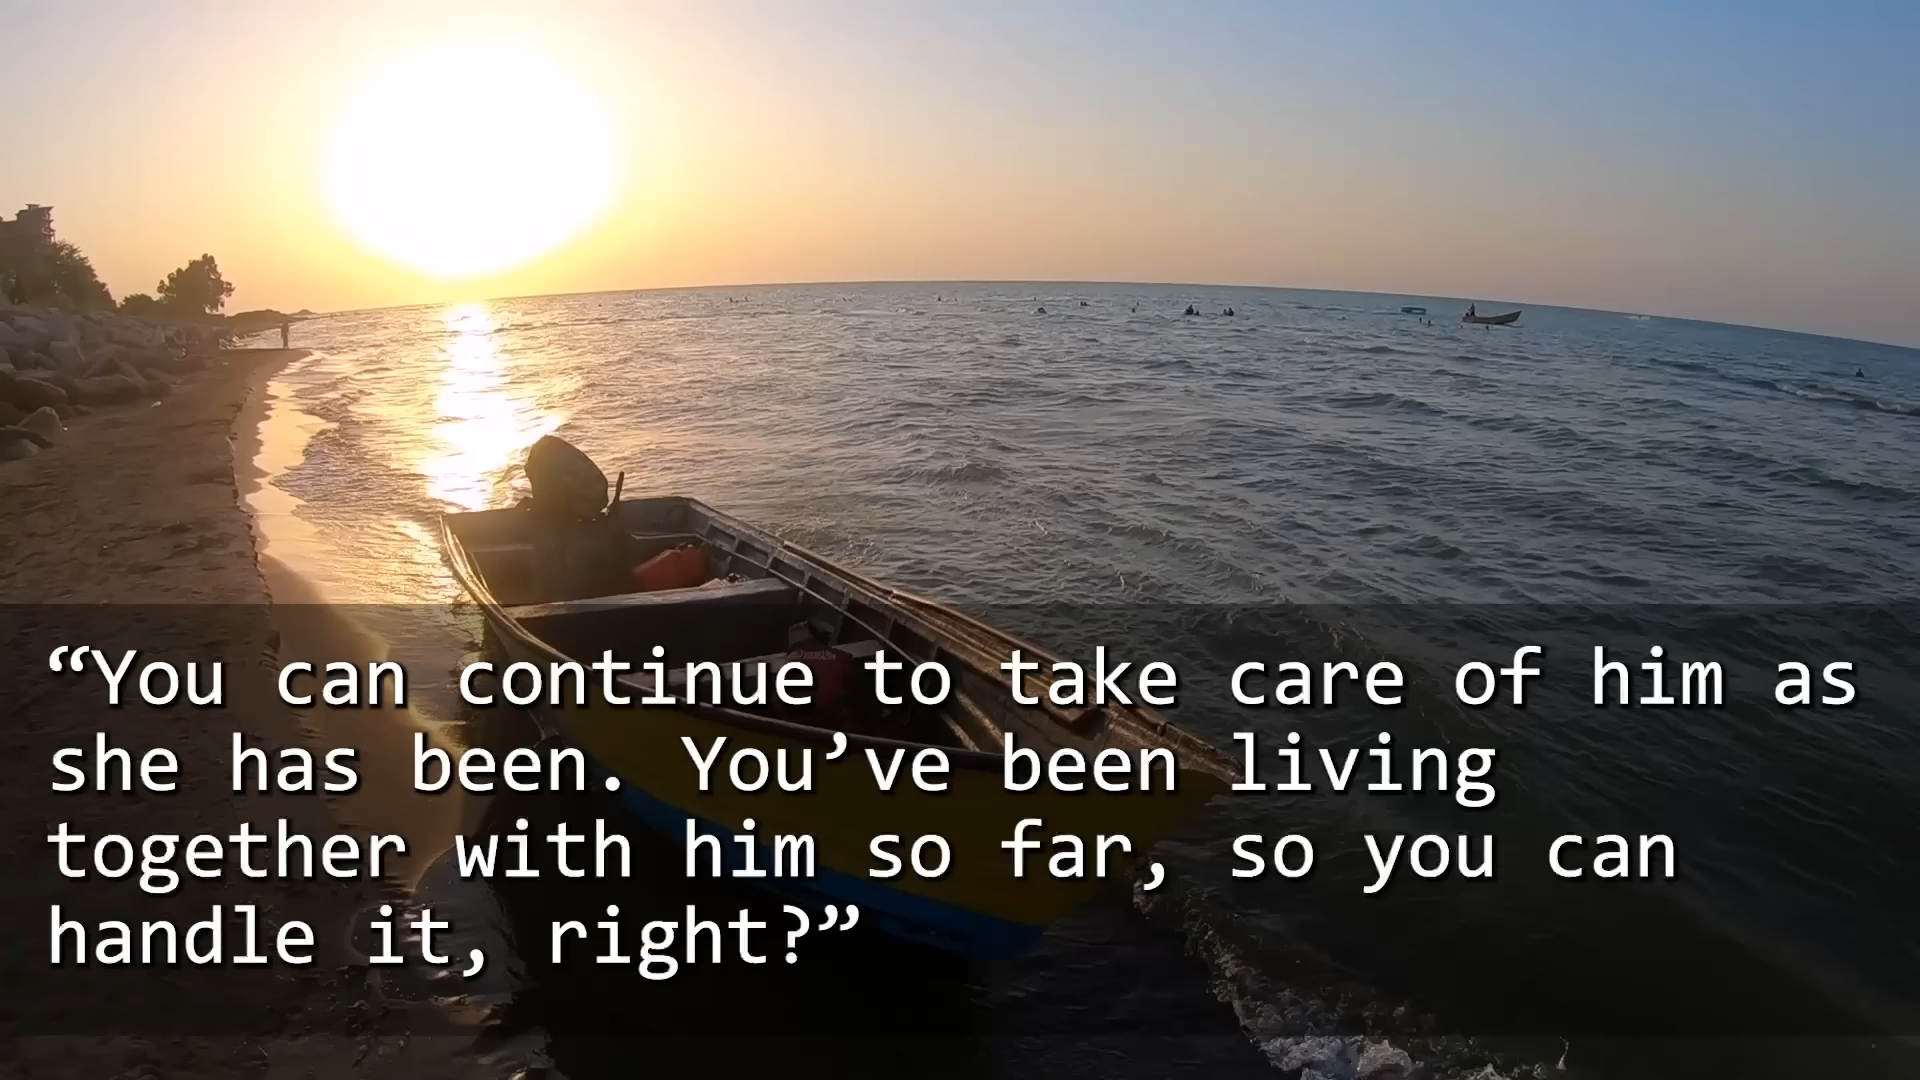 “You can continue to take care of him as
she has been. You’ve been living
together with him so far, so you can
handle it, right?”